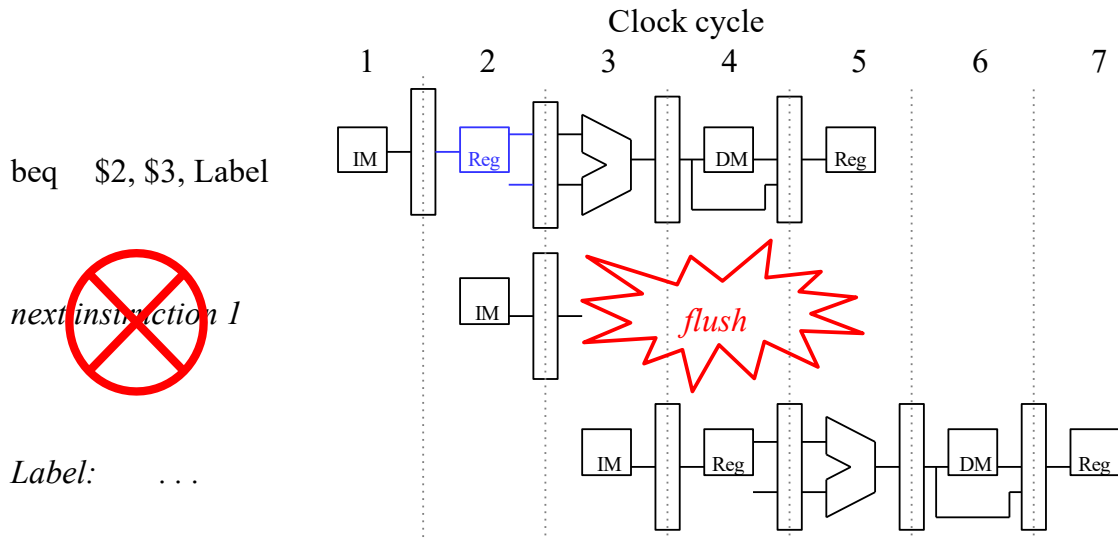 Clock cycle
1 2 3 4 5 6 7
beq $2, $3, Label
IM Reg DM Reg
next instruction 1
IM flush
Label: . . .
IM Reg DM Reg